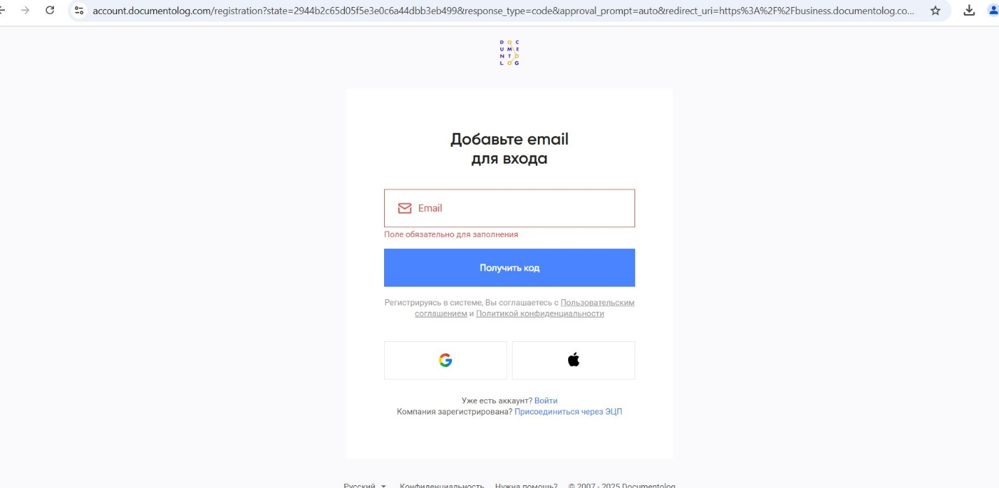 account.documentolog.com/registration?state=2944b2c65d05f5e3e0c6a44dbb3eb499&response_type=code&approval_prompt=auto&redirect_uri=https%3A%2F%2Fbusiness.documentolog.co...
DOC
UME
NTO
LOG
Добавьте email
для входа
Email
Поле обязательно для заполнения
Получить код
Регистрируясь в системе, Вы соглашаетесь с Пользовательским
соглашением и Политикой конфиденциальности
Уже есть аккаунт? Войти
Компания зарегистрирована? Присоединиться через ЭЦП
Русский Конфиденциальность Нужна помощь? © 2007 - 2025 Documentolog